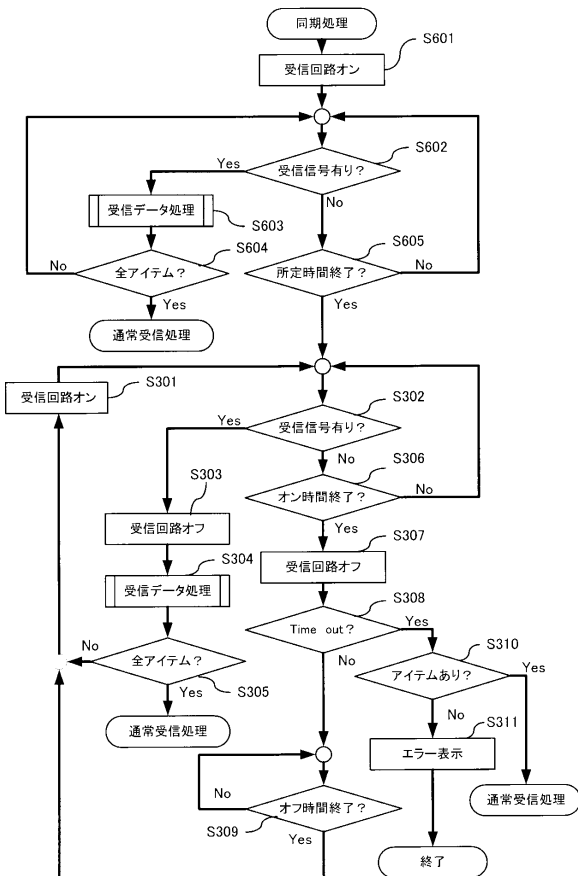 同期処理
S601
受信回路オン
S602
受信信号有り？
Yes
No
受信データ処理
S603
S604
全アイテム？
No
Yes
通常受信処理
S605
所定時間終了？
No
Yes
S301
受信回路オン
S302
受信信号有り？
Yes
No
S306
オン時間終了？
No
Yes
S303
受信回路オフ
S307
受信回路オフ
S304
受信データ処理
S308
Time out？
Yes
No
全アイテム？
No
Yes
S305
通常受信処理
S310
アイテムあり？
Yes
No
S311
エラー表示
通常受信処理
オフ時間終了？
No
S309
Yes
終了